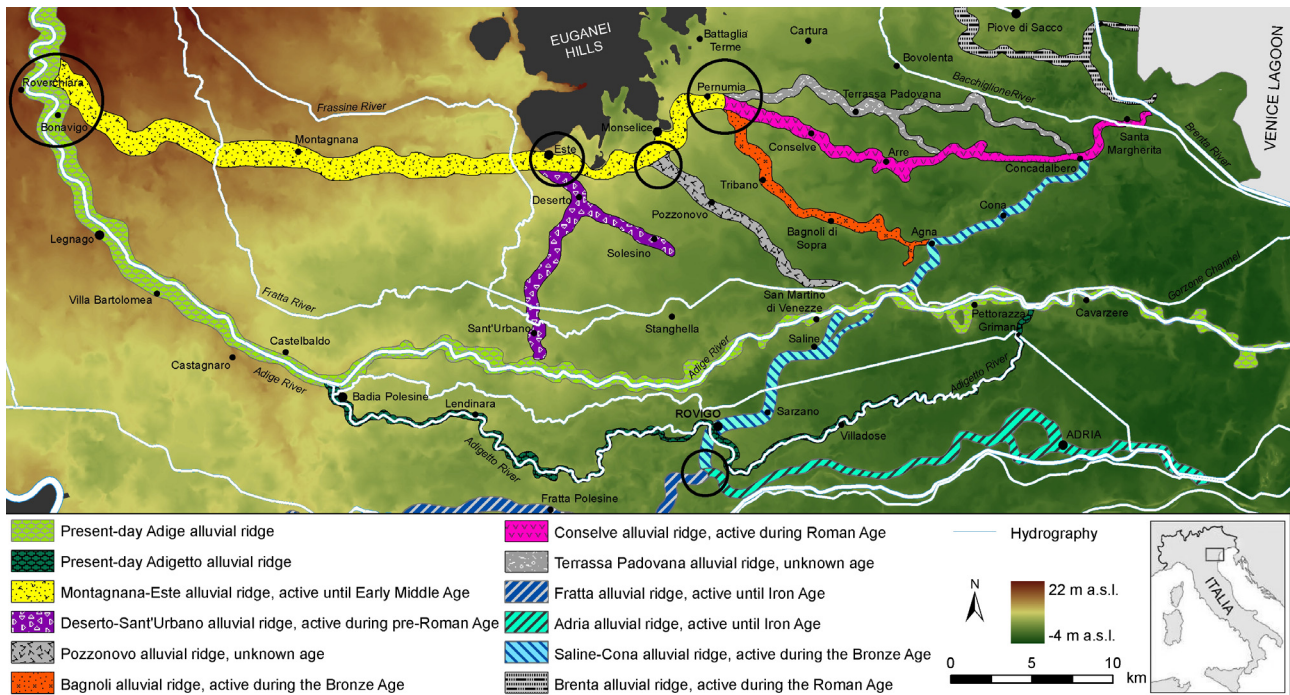 EUGANEI
HILLS
Battaglia
Terme
Cartura
Piove di Sacco
VENICE LAGOON
Bovolenta
Bacchiglione River
Brenta River
Roverchiara
Bonavigo
Frassine River
Pernumia
Terrassa Padovana
Montagnana
Este
Monselice
Conselve
Arre
Santa
Margherita
Concadalbero
Deserto
Tribano
Pozzonovo
Solesino
Bagnoli di
Sopra
Cona
Agna
Legnago
Villa Bartolomea
Fratta River
Gorzone Channel
San Martino
di Venezze
Pettorazza
Grimani
Cavarzere
Sant'Urbano
Stanghella
Saline
Castelbaldo
Castagnaro
Adige River
Adige River
Adigetto River
Badia Polesine
Lendinara
ROVIGO
Sarzano
Villadose
ADRIA
Adigetto River
Fratta Polesine
Present-day Adige alluvial ridge
Present-day Adigetto alluvial ridge
Montagnana-Este alluvial ridge, active until Early Middle Age
Deserto-Sant'Urbano alluvial ridge, active during pre-Roman Age
Pozzonovo alluvial ridge, unknown age
Bagnoli alluvial ridge, active during the Bronze Age
Conselve alluvial ridge, active during Roman Age
Terrassa Padovana alluvial ridge, unknown age
Fratta alluvial ridge, active until Iron Age
Adria alluvial ridge, active until Iron Age
Saline-Cona alluvial ridge, active during the Bronze Age
Brenta alluvial ridge, active during the Roman Age
Hydrography
N
22 m a.s.l.
-4 m a.s.l.
0 5 10
km
ITALIA